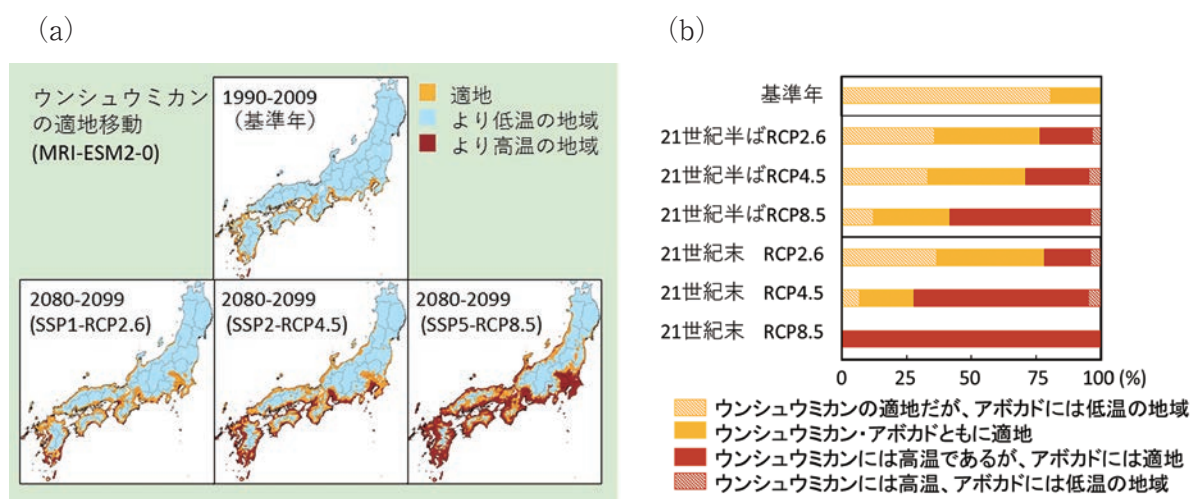 (a)
ウンシュウミカン
の適地移動
(MRI-ESM2-0)
1990-2009
(基準年)
適地
より低温の地域
より高温の地域
2080-2099
(SSP1-RCP2.6)
2080-2099
(SSP2-RCP4.5)
2080-2099
(SSP5-RCP8.5)
(b)
基準年
21世紀半ばRCP2.6
21世紀半ばRCP4.5
21世紀半ばRCP8.5
21世紀末 RCP2.6
21世紀末 RCP4.5
21世紀末 RCP8.5
0 25 50 75 100 (%)
ウンシュウミカンの適地だが、アボカドには低温の地域
ウンシュウミカン・アボカドともに適地
ウンシュウミカンには高温であるが、アボカドには適地
ウンシュウミカンには高温、アボカドには低温の地域